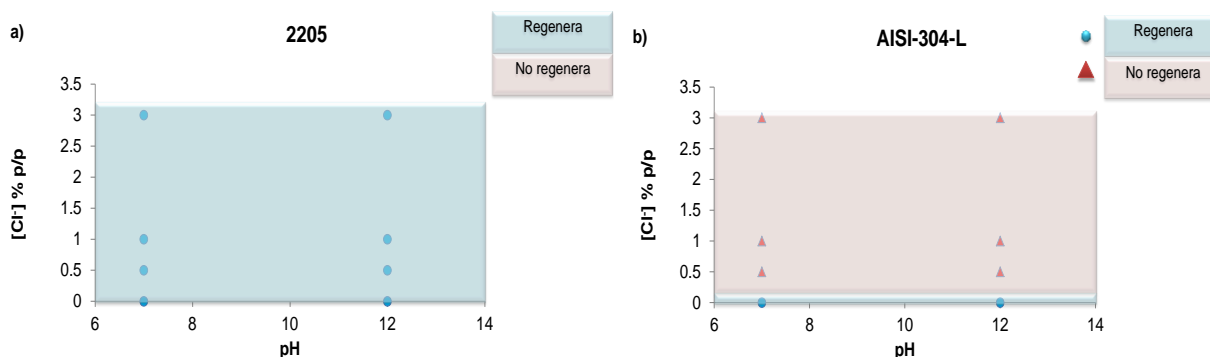 a)
2205
Regenera
No regenera
3.5
3
2.5
2
1.5
1
0.5
0
6 8 10 12 14
[Cl-] % p/p
pH
b)
AISI-304-L
Regenera
No regenera
3.5
3
2.5
2
1.5
1
0.5
0
6 8 10 12 14
[Cl-] % p/p
pH